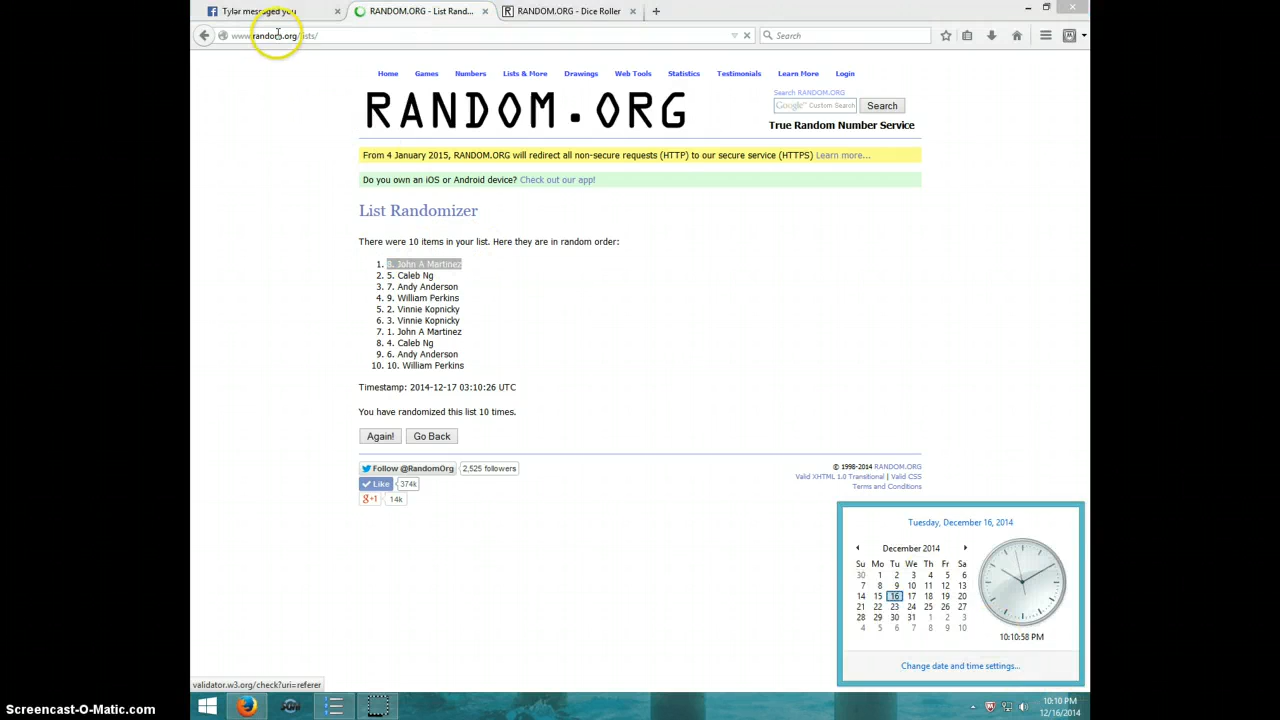 Tylar messaged you
RANDOM.ORG - List Rand...
RANDOM.ORG - Dice Roller
www.random.org/lists/
Search
Home Games Numbers Lists & More Drawings Web Tools Statistics Testimonials Learn More Login
RANDOM.ORG
Search RANDOM.ORG
Google™ Custom Search Search
True Random Number Service
From 4 January 2015, RANDOM.ORG will redirect all non-secure requests (HTTP) to our secure service (HTTPS) Learn more...
Do you own an iOS or Android device? Check out our app!
List Randomizer
There were 10 items in your list. Here they are in random order:
1. 8. John A Martinez
2. 5. Caleb Ng
3. 7. Andy Anderson
4. 9. William Perkins
5. 2. Vinnie Kopnicky
6. 3. Vinnie Kopnicky
7. 1. John A Martinez
8. 4. Caleb Ng
9. 6. Andy Anderson
10. 10. William Perkins
Timestamp: 2014-12-17 03:10:26 UTC
You have randomized this list 10 times.
Again! Go Back
Follow @RandomOrg 2,525 followers
Like 374k
g+1 14k
© 1998-2014 RANDOM.ORG
Valid XHTML 1.0 Transitional | Valid CSS
Terms and Conditions
Tuesday, December 16, 2014
December 2014
Su Mo Tu We Th Fr Sa
30 1 2 3 4 5 6
7 8 9 10 11 12 13
14 15 16 17 18 19 20
21 22 23 24 25 26 27
28 29 30 31 1 2 3
4 5 6 7 8 9 10
10:10:58 PM
Change date and time settings...
validator.w3.org/check?uri=referer
10:10 PM
12/16/2014
Screencast-O-Matic.com